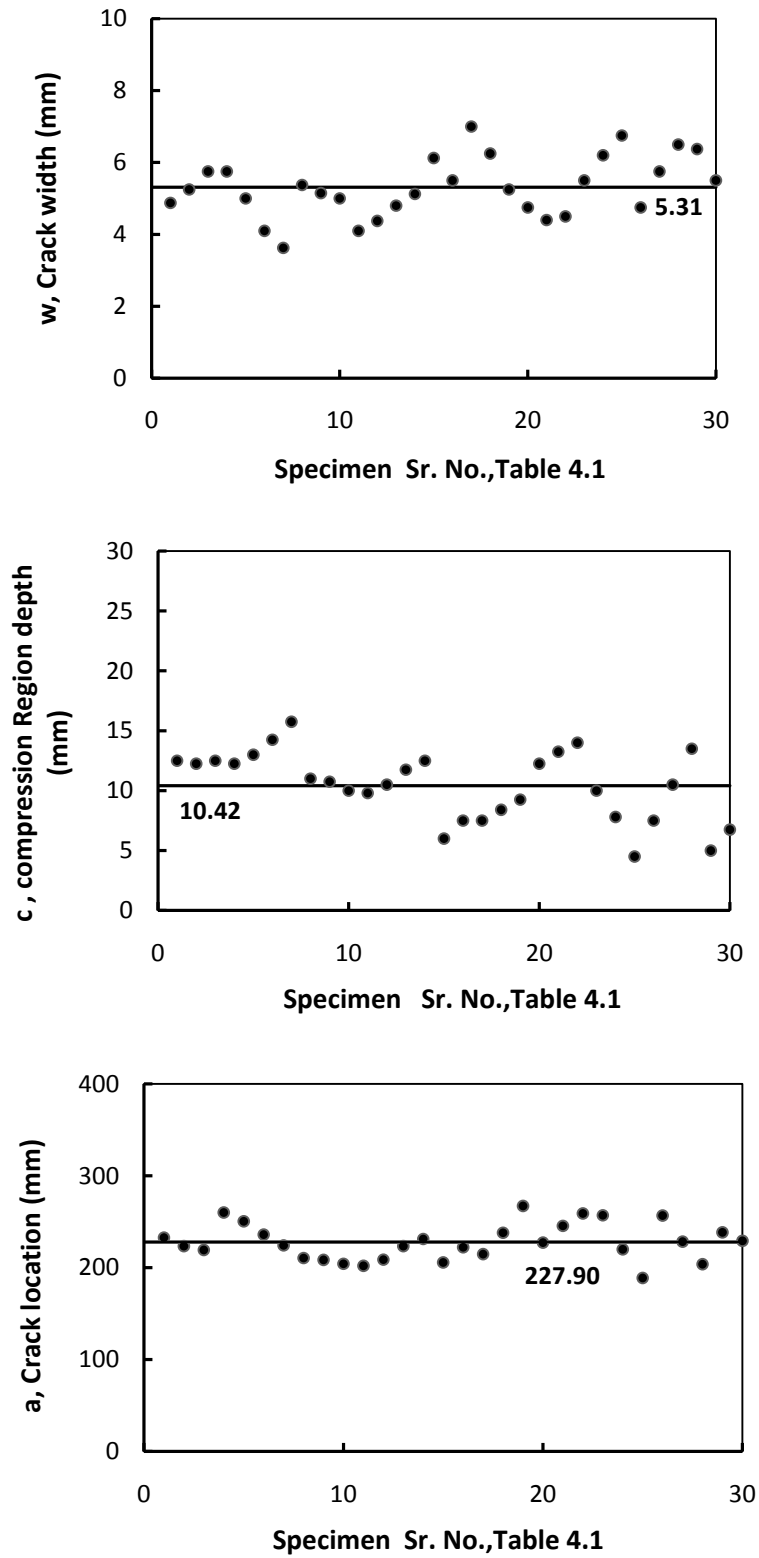 w, Crack width (mm)
10
8
6
4
2
0
5.31
0 10 20 30
Specimen Sr. No.,Table 4.1
c , compression Region depth
(mm)
30
25
20
15
10
5
0
10.42
0 10 20 30
Specimen Sr. No.,Table 4.1
a, Crack location (mm)
400
300
200
100
0
227.90
0 10 20 30
Specimen Sr. No.,Table 4.1